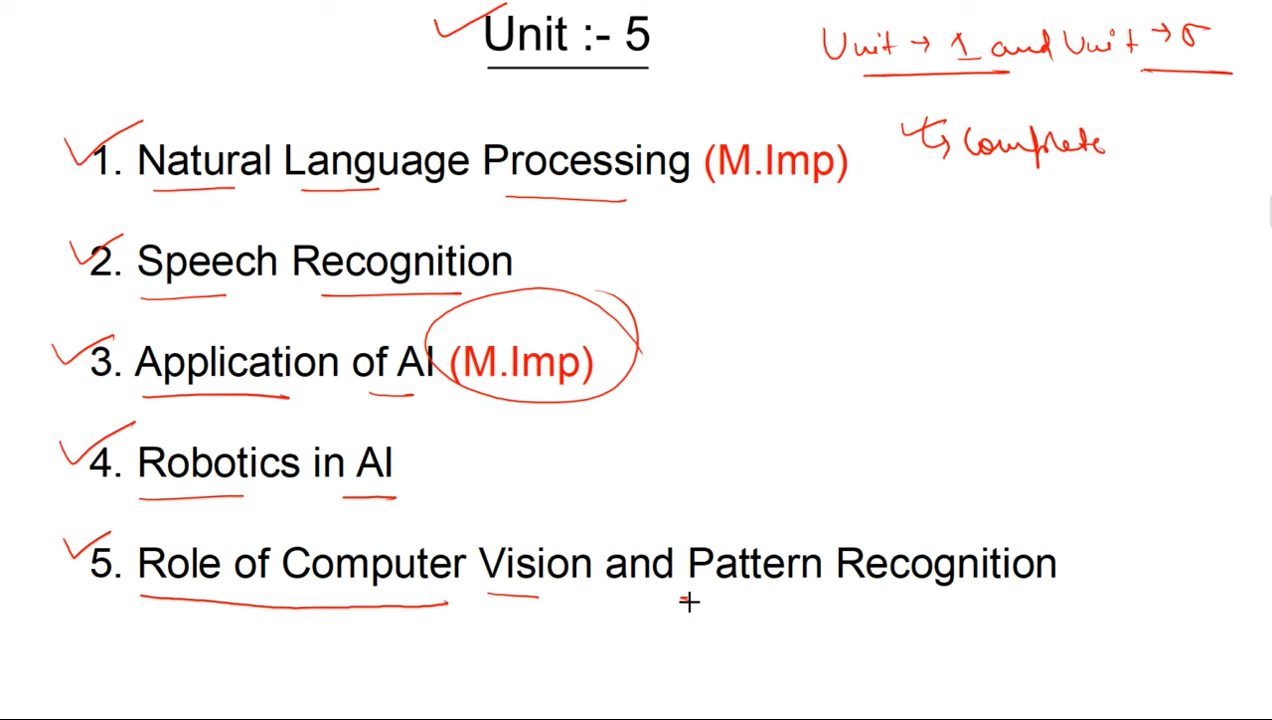 Unit :- 5
Unit → 1 and Unit → 5
↳ Complete
1. Natural Language Processing (M.Imp)
2. Speech Recognition
3. Application of AI (M.Imp)
4. Robotics in AI
5. Role of Computer Vision and Pattern Recognition